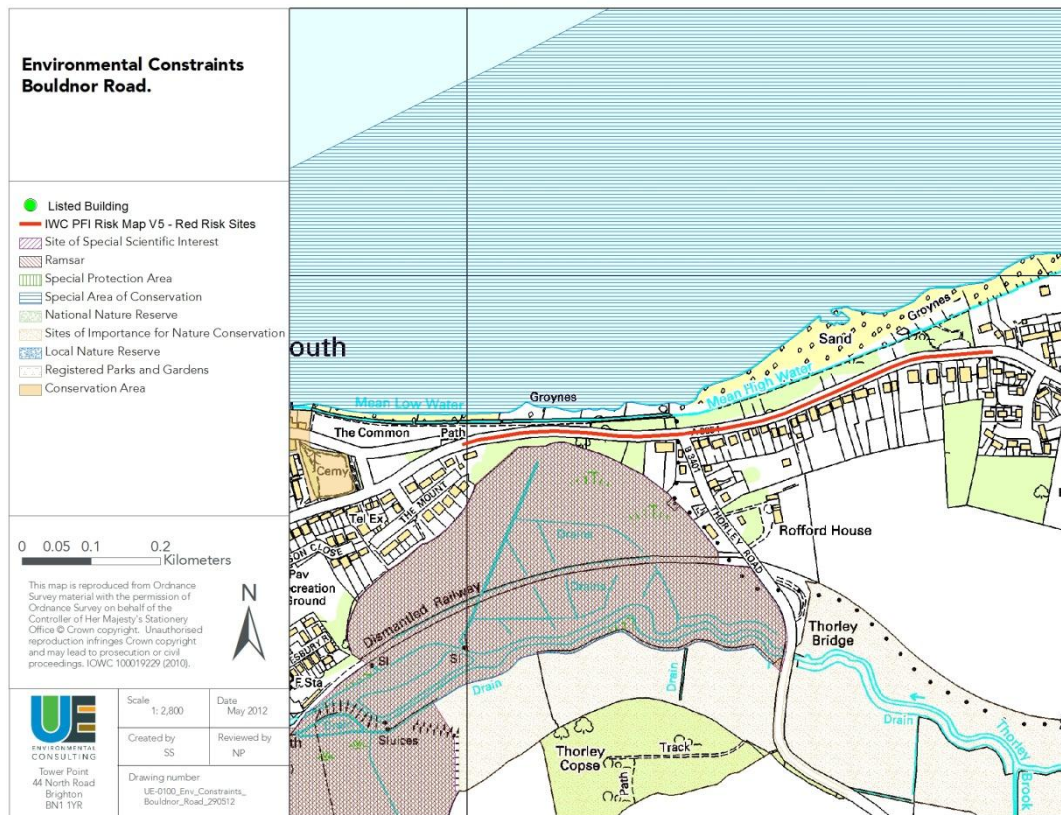 Environmental Constraints
Bouldnor Road.
Listed Building
IWC PFI Risk Map V5 - Red Risk Sites
Site of Special Scientific Interest
Ramsar
Special Protection Area
Special Area of Conservation
National Nature Reserve
Sites of Importance for Nature Conservation
Local Nature Reserve
Registered Parks and Gardens
Conservation Area
0 0.05 0.1 0.2
Kilometers
This map is reproduced from Ordnance
Survey material with the permission of
Ordnance Survey on behalf of the
Controller of Her Majesty's Stationery
Office © Crown copyright. Unauthorised
reproduction infringes Crown copyright
and may lead to prosecution or civil
proceedings. IOWC 100019229 (2010).
N
UE
ENVIRONMENTAL
CONSULTING
Tower Point
44 North Road
Brighton
BN1 1YR
Scale
1: 2,800
Date
May 2012
Created by
SS
Reviewed by
NP
Drawing number
UE-0100_Env_Constraints_
Bouldnor_Road_290512
outh
Sand
Groynes
Mean High Water
Mean Low Water
Groynes
The Common
Path
Cemy
THE MOUNT
Tel Ex
ON CLOSE
Pav
creation
Ground
ESBURY R
F Sta
B 3401
THORLEY ROAD
Rofford House
Drains
Drains
Dismantled Railway
Sl
Sl
Drain
Sluices
th
Thorley
Bridge
Drain
Drain
Thorley
Brook
Thorley
Copse
Track
Path